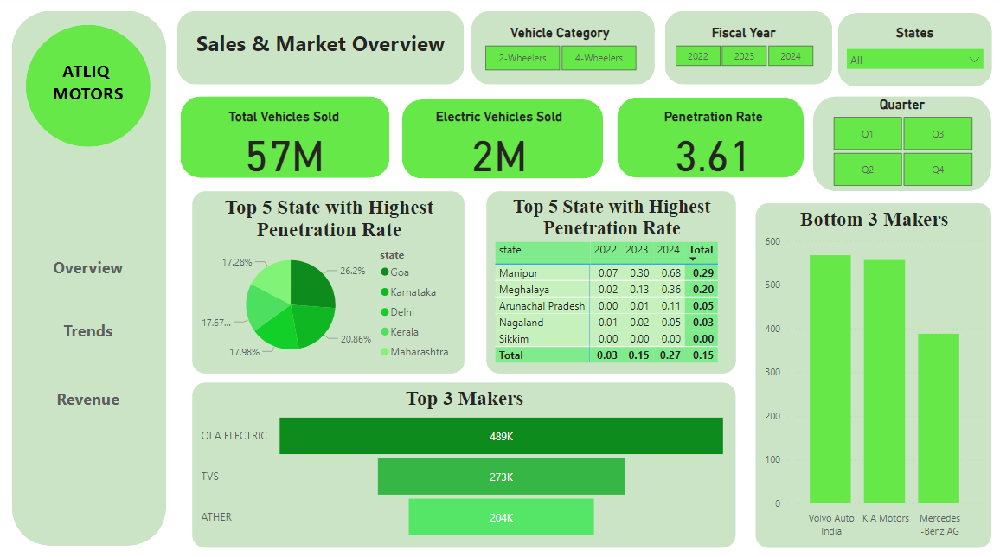 ATLIQ
MOTORS
Overview
Trends
Revenue
Sales & Market Overview
Vehicle Category
2-Wheelers 4-Wheelers
Fiscal Year
2022 2023 2024
States
All
Total Vehicles Sold
57M
Electric Vehicles Sold
2M
Penetration Rate
3.61
Quarter
Q1 Q3
Q2 Q4
Top 5 State with Highest
Penetration Rate
17.28%
26.2%
17.67...
20.86%
17.98%
state
Goa
Karnataka
Delhi
Kerala
Maharashtra
Top 5 State with Highest
Penetration Rate
state 2022 2023 2024 Total
Manipur 0.07 0.30 0.68 0.29
Meghalaya 0.02 0.13 0.36 0.20
Arunachal Pradesh 0.00 0.01 0.11 0.05
Nagaland 0.01 0.02 0.05 0.03
Sikkim 0.00 0.00 0.00 0.00
Total 0.03 0.15 0.27 0.15
Top 3 Makers
OLA ELECTRIC 489K
TVS 273K
ATHER 204K
Bottom 3 Makers
600
500
400
300
200
100
0
Volvo Auto
India
KIA Motors
Mercedes
-Benz AG